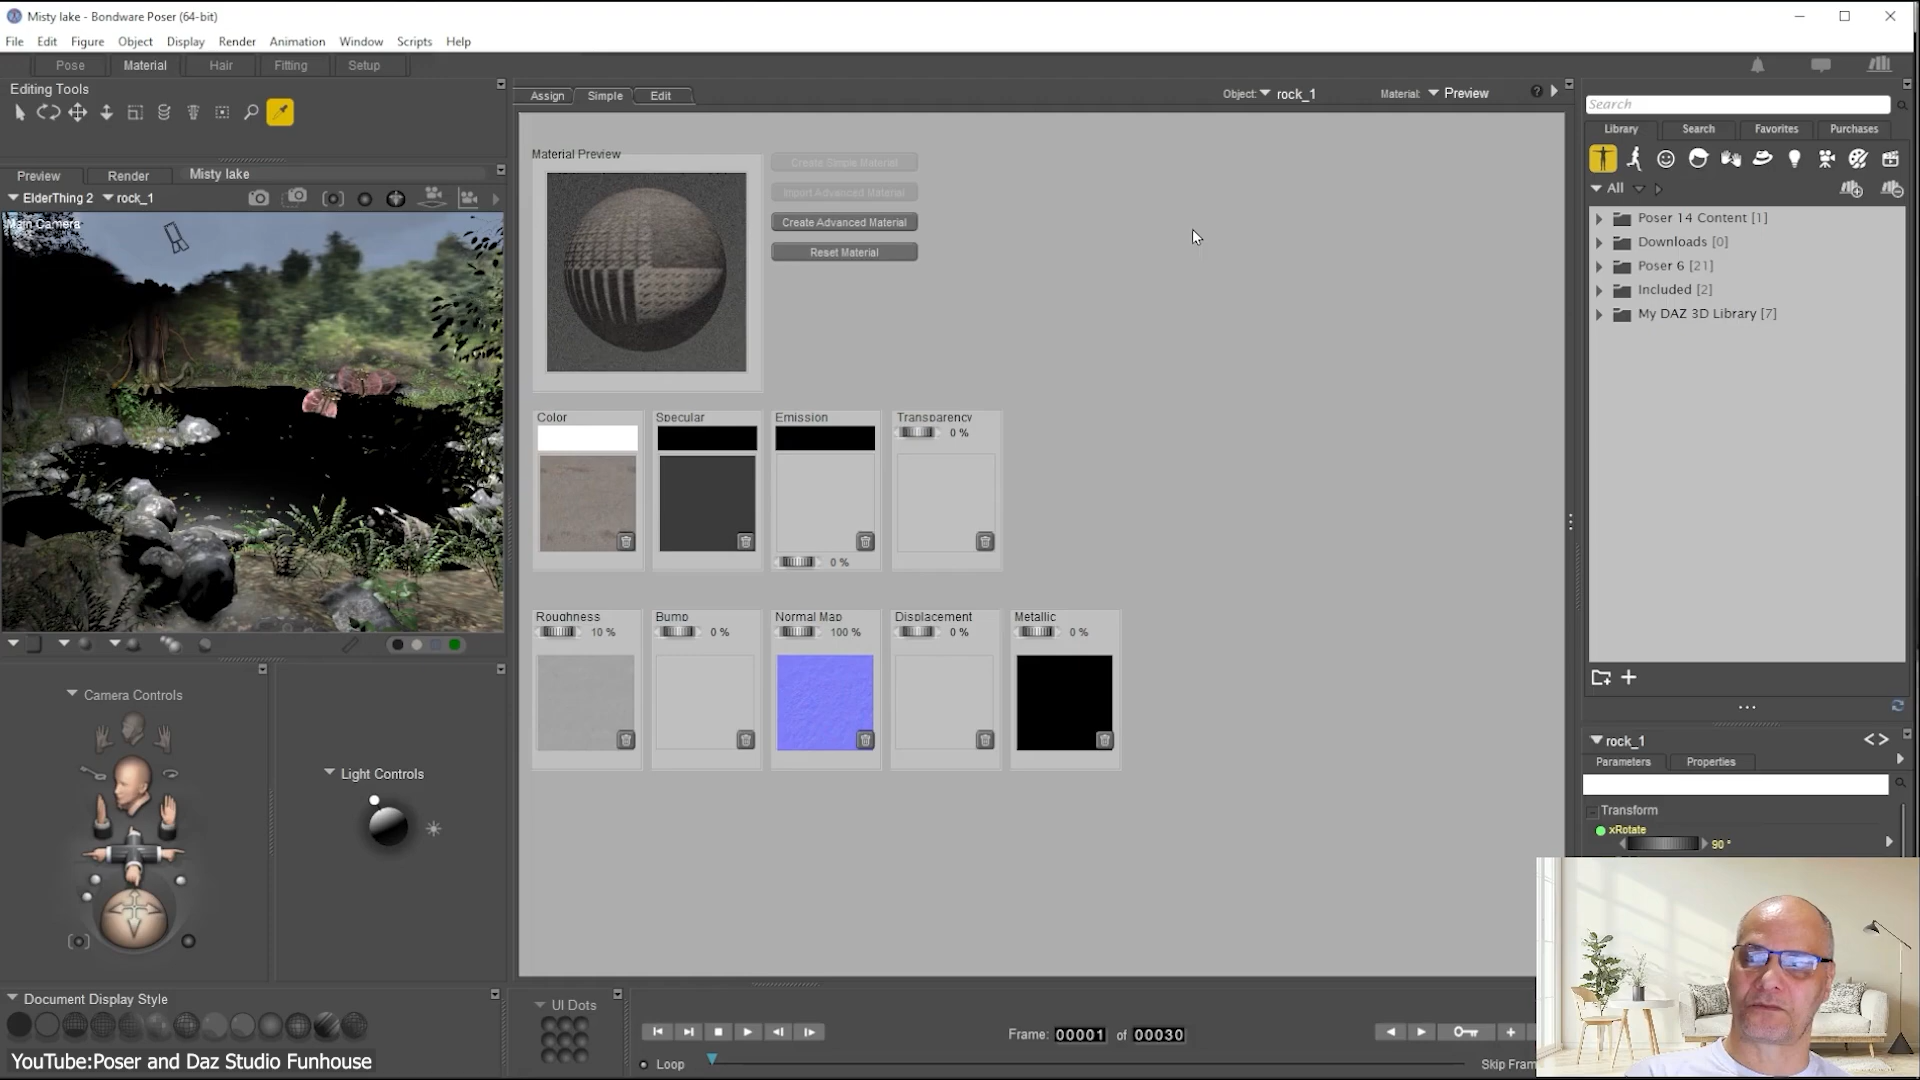 Misty lake - Bondware Poser (64-bit)
File Edit Figure Object Display Render Animation Window Scripts Help
Pose Material Hair Fitting Setup
Editing Tools
Preview Render Misty lake
ElderThing 2 rock_1
Main Camera
Camera Controls
Light Controls
Document Display Style
YouTube:Poser and Daz Studio Funhouse
Assign Simple Edit
Object: rock_1 Material: Preview
Material Preview
Create Simple Material
Import Advanced Material
Create Advanced Material
Reset Material
Color Specular Emission Transparency
0 %
0 %
Roughness Bump Normal Map Displacement Metallic
10 % 0 % 100 % 0 % 0 %
UI Dots
Frame: 00001 of 00030
Loop
Skip Fram
Search
Library Search Favorites Purchases
All
Poser 14 Content [1]
Downloads [0]
Poser 6 [21]
Included [2]
My DAZ 3D Library [7]
rock_1
Parameters Properties
Transform
xRotate
90 °